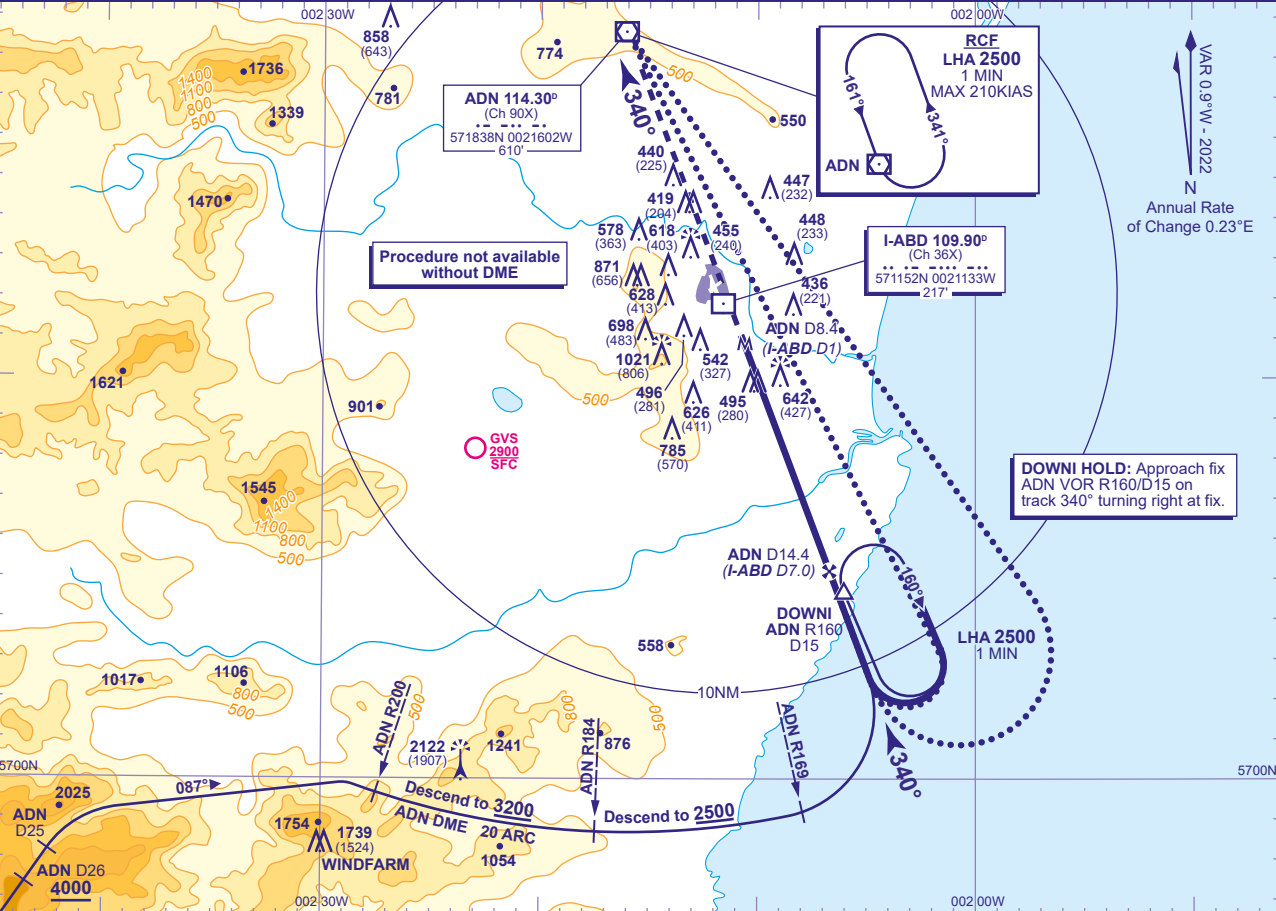 002 30W
002 00W
858
(643)
774
1736
1400
1100
800
500
1339
781
ADN 114.30D
(Ch 90X)
571838N 0021602W
610'
340°
500
550
RCF
LHA 2500
1 MIN
MAX 210KIAS
161°
341°
ADN
VAR 0.9°W - 2022
N
Annual Rate
of Change 0.23°E
1470
440
(225)
419
(204)
447
(232)
448
(233)
578
(363)
618
(403)
455
(240)
Procedure not available
without DME
871
(656)
628
(413)
I-ABD 109.90D
(Ch 36X)
571152N 0021133W
217'
436
(221)
698
(483)
1021
(806)
542
(327)
ADN D8.4
(I-ABD D1)
1621
901
500
496
(281)
626
(411)
495
(280)
642
(427)
785
(570)
GVS
2900
SFC
DOWNI HOLD: Approach fix
ADN VOR R160/D15 on
track 340° turning right at fix.
1545
1400
1100
800
500
ADN D14.4
(I-ABD D7.0)
160°
DOWNI
ADN R160
D15
LHA 2500
1 MIN
558
1017
1106
800
500
10NM
ADN R200
500
2122
(1907)
1241
800
ADN R184
876
500
ADN R169
340°
5700N
5700N
087°
2025
ADN
D25
Descend to 3200
ADN DME 20 ARC
Descend to 2500
1754
1739
(1524)
WINDFARM
1054
ADN D26
4000
002 30W
002 00W